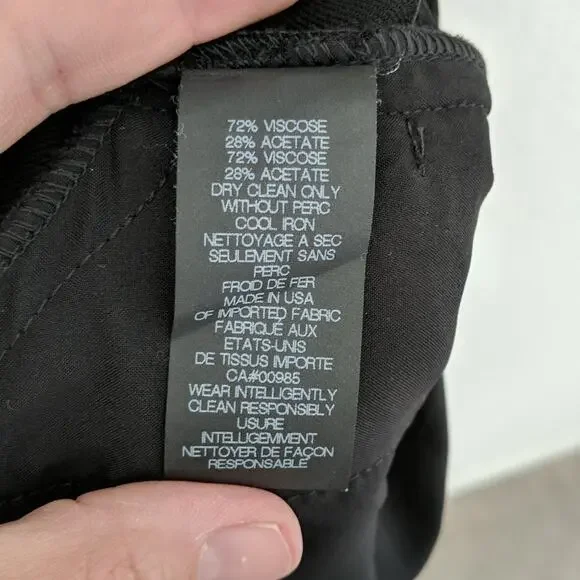 72% VISCOSE
28% ACETATE
72% VISCOSE
28% ACETATE
DRY CLEAN ONLY
WITHOUT PERC
COOL IRON
NETTOYAGE A SEC
SEULEMENT SANS
PERC
FROID DE FER
MADE IN USA
OF IMPORTED FABRIC
FABRIQUÉ AUX
ETATS-UNIS
DE TISSUS IMPORTE
CA#00985
WEAR INTELLIGENTLY
CLEAN RESPONSIBLY
USURE
INTELLIGEMMENT
NETTOYER DE FAÇON
RESPONSABLE